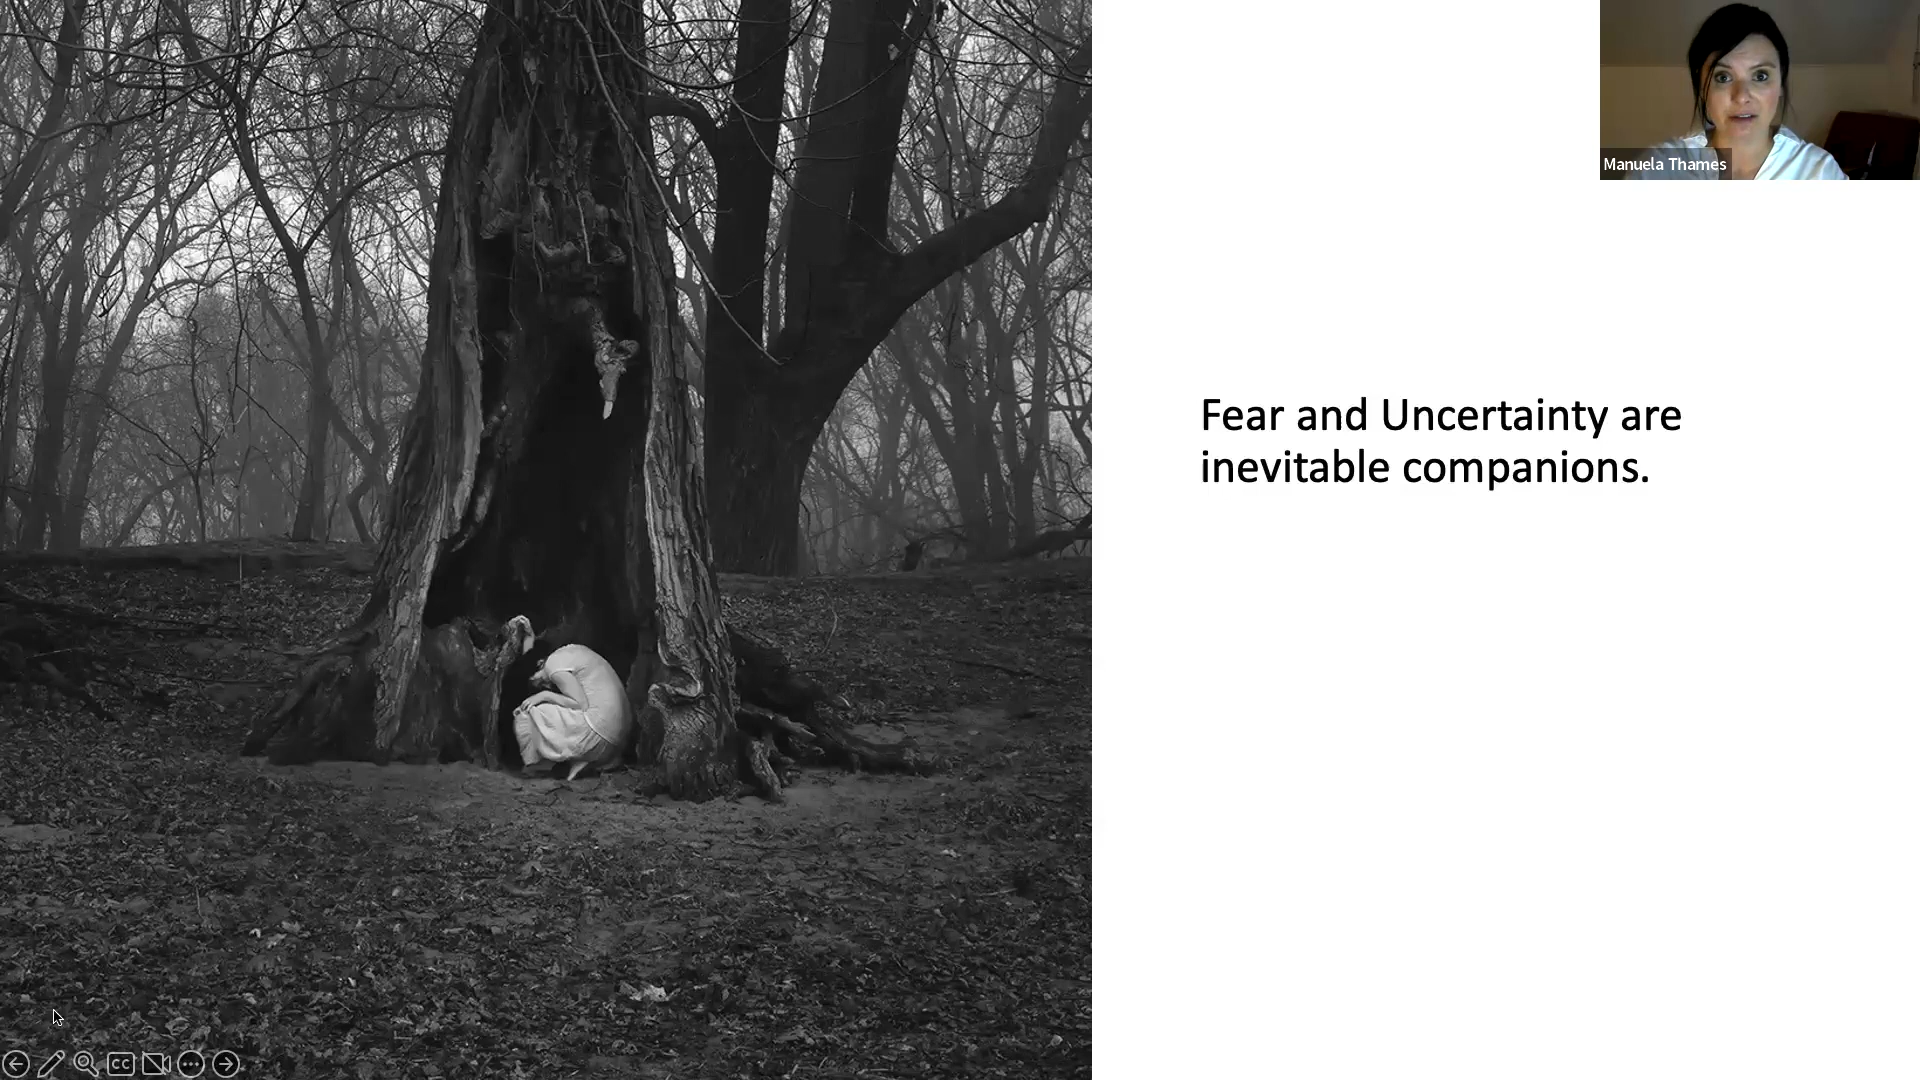 Manuela Thames
Fear and Uncertainty are
inevitable companions.
CC